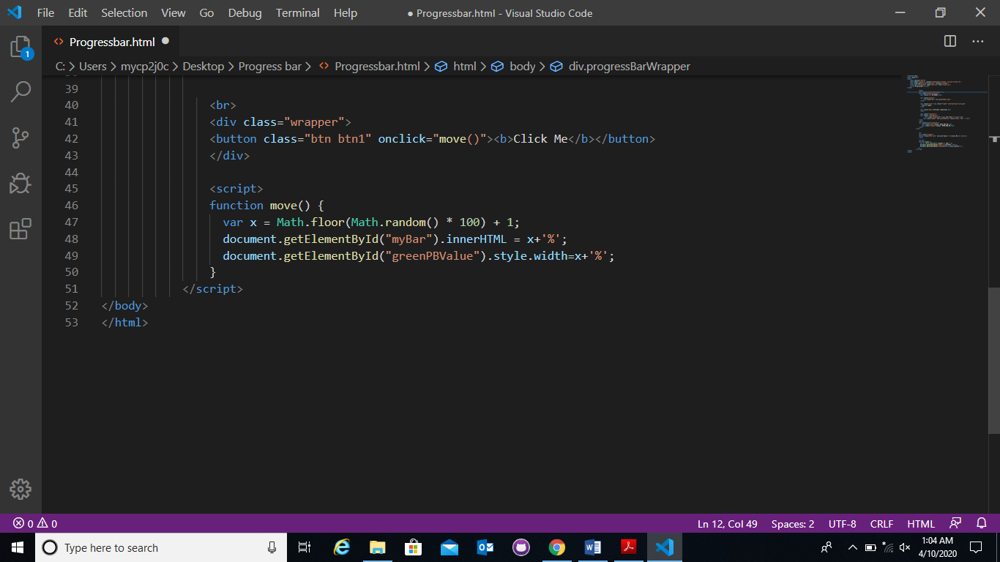 File Edit Selection View Go Debug Terminal Help ● Progressbar.html - Visual Studio Code
1
<> Progressbar.html ●
C: > Users > mycp2j0c > Desktop > Progress bar > <> Progressbar.html > html > body > div.progressBarWrapper
39
40 <br>
41 <div class="wrapper">
42 <button class="btn btn1" onclick="move()"><b>Click Me</b></button>
43 </div>
44
45 <script>
46 function move() {
47 var x = Math.floor(Math.random() * 100) + 1;
48 document.getElementById("myBar").innerHTML = x+'%';
49 document.getElementById("greenPBValue").style.width=x+'%';
50 }
51 </script>
52 </body>
53 </html>
0 0 Ln 12, Col 49 Spaces: 2 UTF-8 CRLF HTML
Type here to search
1:04 AM
4/10/2020